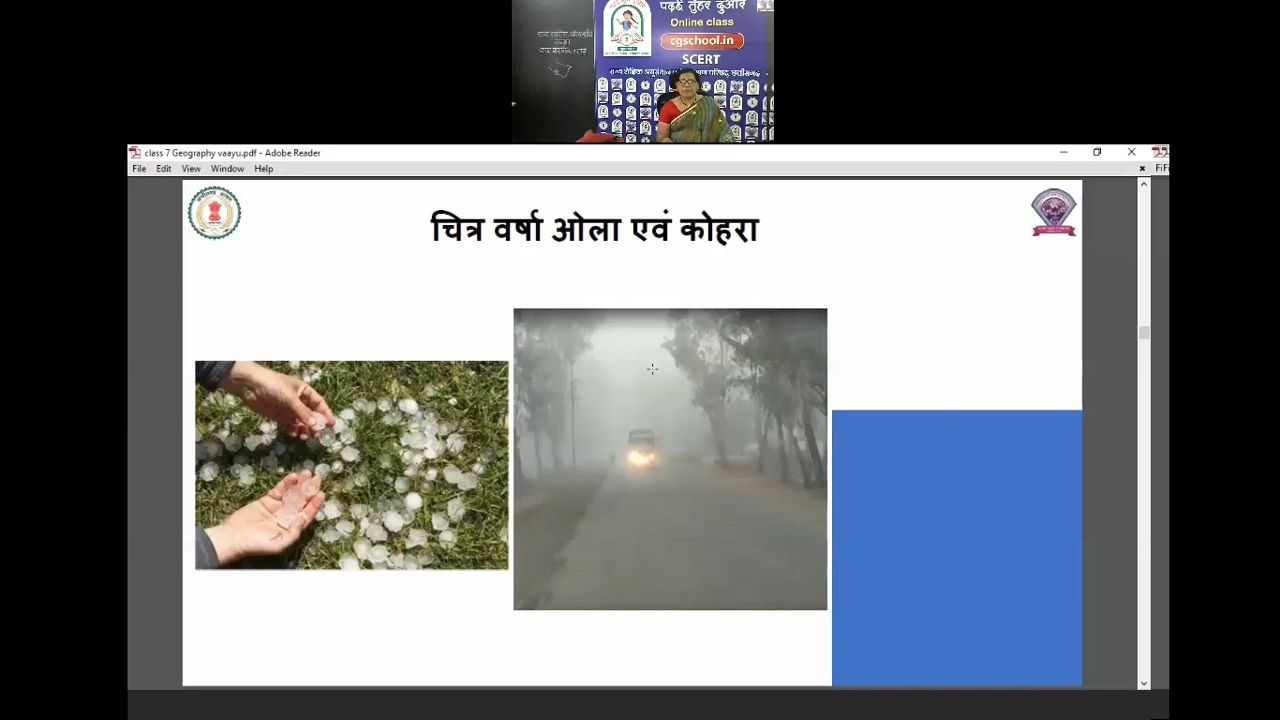 पढ़ई तुंहर दुआर
Online class
cgschool.in
SCERT
class 7 Geography vaayu.pdf - Adobe Reader
File Edit View Window Help
चित्र वर्षा ओला एवं कोहरा